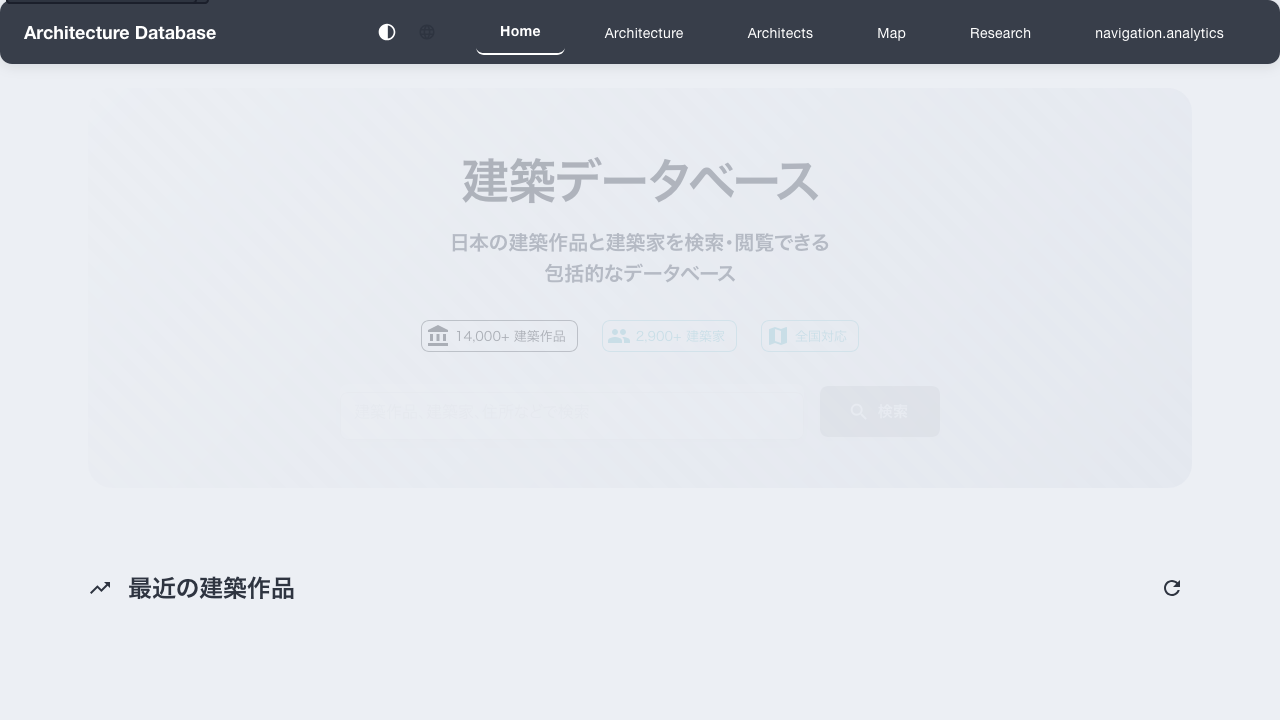 Architecture Database
Home
Architecture
Architects
Map
Research
navigation.analytics
建築データベース
日本の建築作品と建築家を検索・閲覧できる
包括的なデータベース
14,000+ 建築作品
2,900+ 建築家
全国対応
検索
最近の建築作品